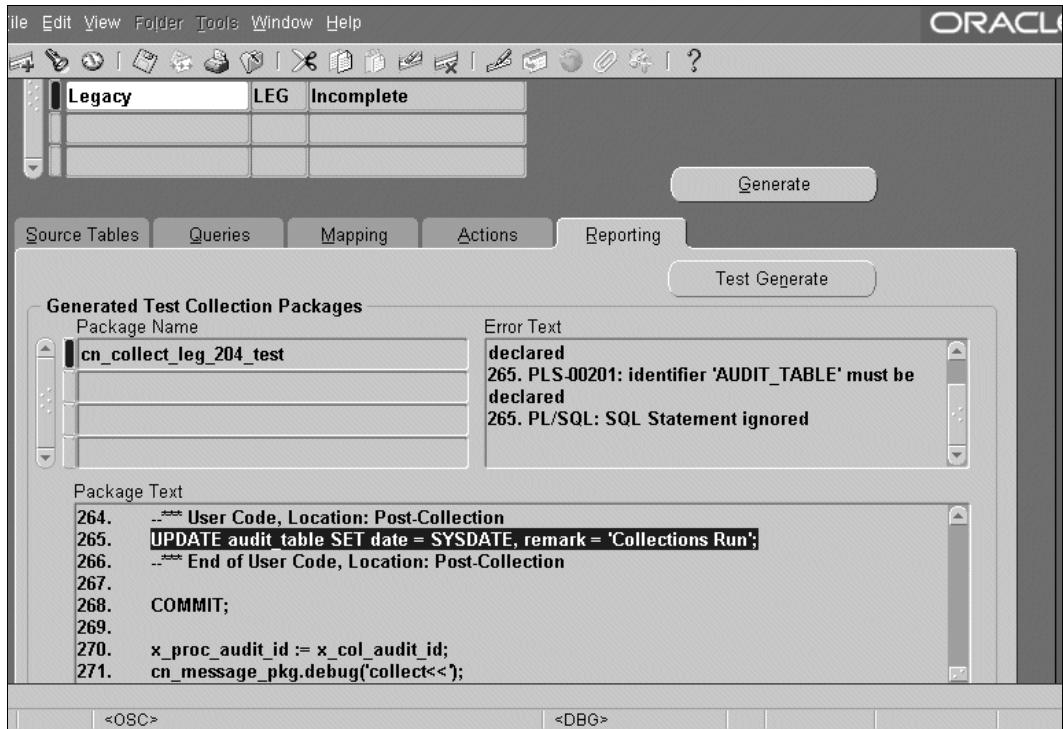 ile Edit View Folder Tools Window Help
ORACL
?
Legacy LEG Incomplete
Generate
Source Tables Queries Mapping Actions Reporting
Test Generate
Generated Test Collection Packages
Package Name
Error Text
cn_collect_leg_204_test
declared
265. PLS-00201: identifier 'AUDIT_TABLE' must be
declared
265. PL/SQL: SQL Statement ignored
Package Text
264. --*** User Code, Location: Post-Collection
265. UPDATE audit_table SET date = SYSDATE, remark = 'Collections Run';
266. --*** End of User Code, Location: Post-Collection
267.
268. COMMIT;
269.
270. x_proc_audit_id := x_col_audit_id;
271. cn_message_pkg.debug('collect<<');
<OSC> <DBG>